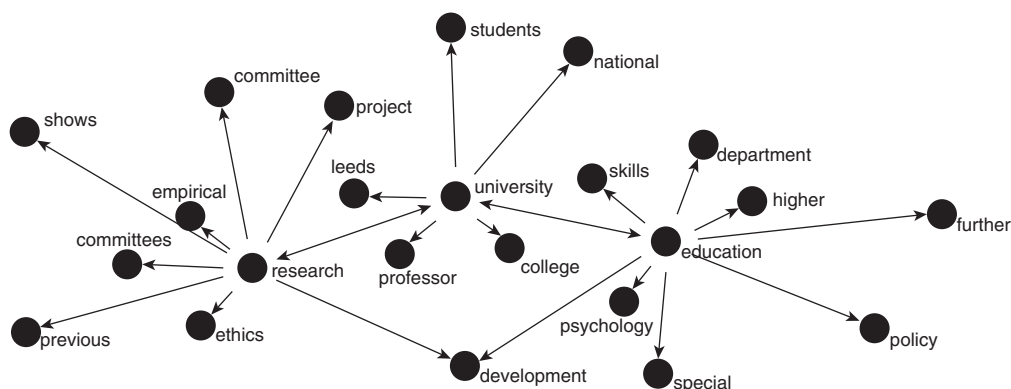 students
national
committee
project
shows
department
leeds
skills
university
empirical
higher
further
committees
education
research
professor
college
psychology
ethics
previous
policy
development
special